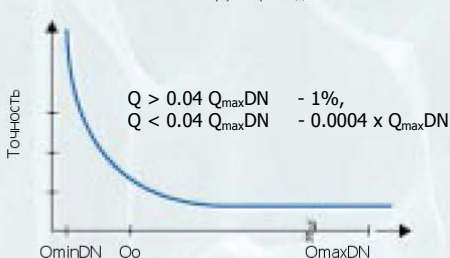 Точность
Q > 0.04 QmaxDN - 1%,
Q < 0.04 QmaxDN - 0.0004 x QmaxDN
QminDN Qo QmaxDN